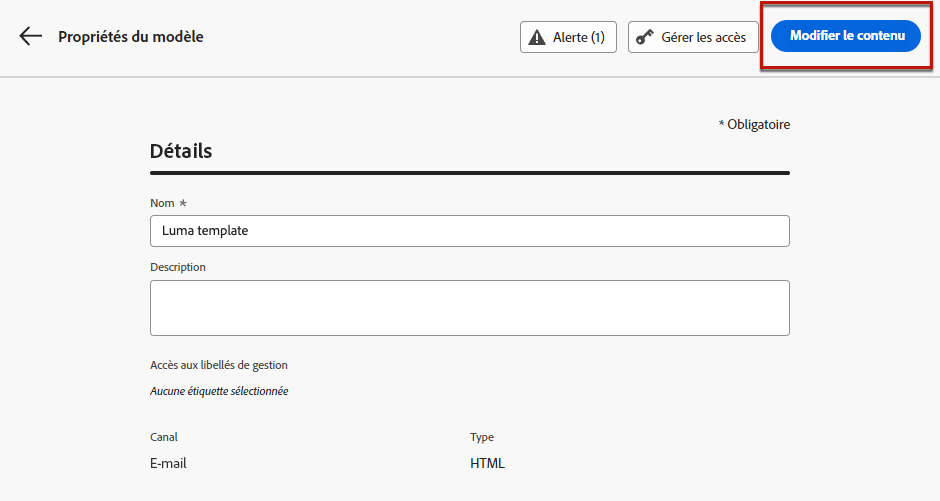 Propriétés du modèle
Alerte (1)
Gérer les accès
Modifier le contenu
* Obligatoire
Détails
Nom *
Luma template
Description
Accès aux libellés de gestion
Aucune étiquette sélectionnée
Canal
Type
E-mail
HTML